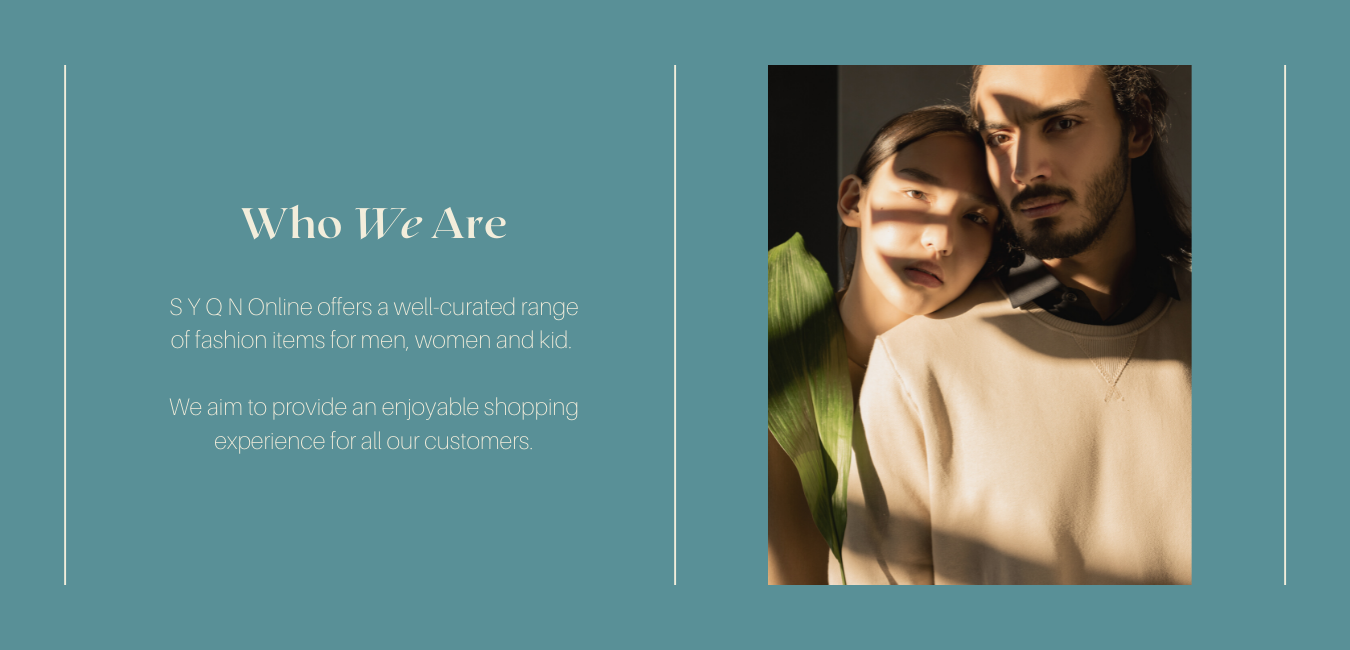 Who We Are
S Y Q N Online offers a well-curated range
of fashion items for men, women and kid.
We aim to provide an enjoyable shopping
experience for all our customers.